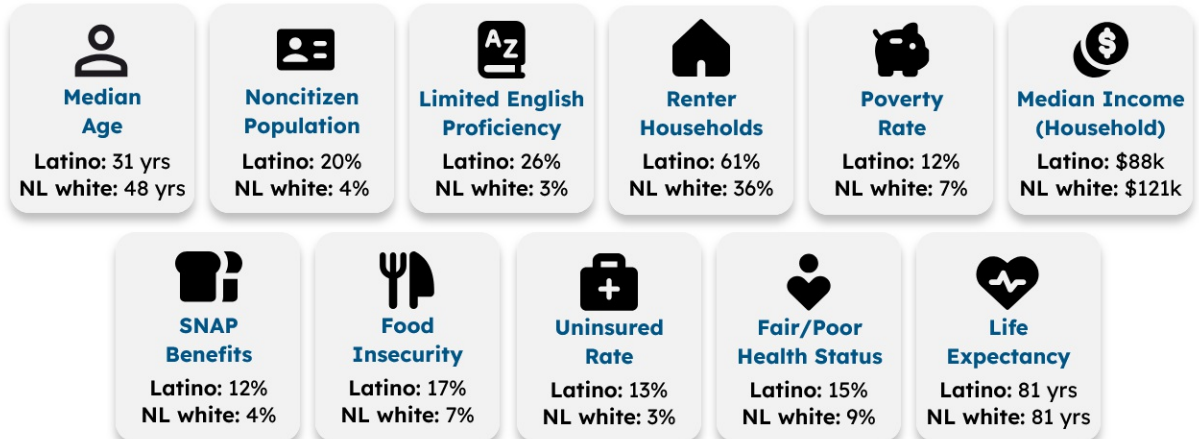 Median
Age
Latino: 31 yrs
NL white: 48 yrs
Noncitizen
Population
Latino: 20%
NL white: 4%
AZ
Limited English
Proficiency
Latino: 26%
NL white: 3%
Renter
Households
Latino: 61%
NL white: 36%
Poverty
Rate
Latino: 12%
NL white: 7%
$
Median Income
(Household)
Latino: $88k
NL white: $121k
SNAP
Benefits
Latino: 12%
NL white: 4%
Food
Insecurity
Latino: 17%
NL white: 7%
Uninsured
Rate
Latino: 13%
NL white: 3%
Fair/Poor
Health Status
Latino: 15%
NL white: 9%
Life
Expectancy
Latino: 81 yrs
NL white: 81 yrs